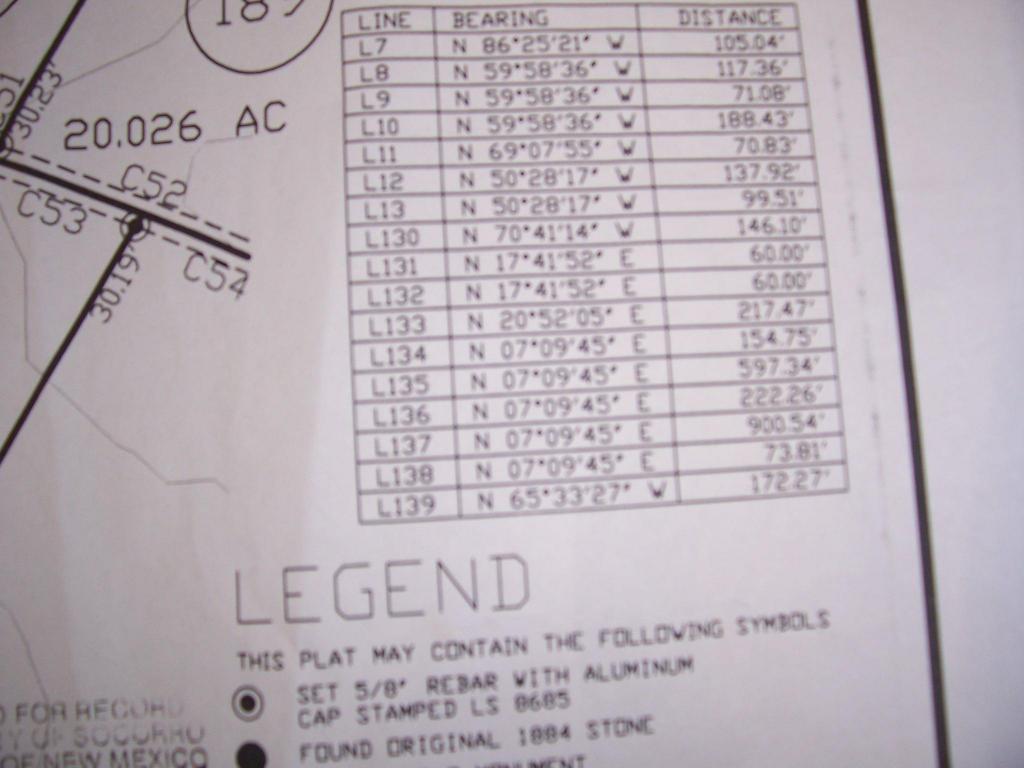 189
20.026 AC
30.23'
C52
C53
C54
30.19'
LINE BEARING DISTANCE
L7 N 86°25'21" W 105.04'
L8 N 59°58'36" W 117.36'
L9 N 59°58'36" W 71.08'
L10 N 59°58'36" W 188.43'
L11 N 69°07'55" W 70.83'
L12 N 50°28'17" W 137.92'
L13 N 50°28'17" W 99.51'
L130 N 70°41'14" W 146.10'
L131 N 17°41'52" E 60.00'
L132 N 17°41'52" E 60.00'
L133 N 20°52'05" E 217.47'
L134 N 07°09'45" E 154.75'
L135 N 07°09'45" E 597.34'
L136 N 07°09'45" E 222.26'
L137 N 07°09'45" E 900.54'
L138 N 07°09'45" E 73.81'
L139 N 65°33'27" W 172.27'
LEGEND
THIS PLAT MAY CONTAIN THE FOLLOWING SYMBOLS
SET 5/8" REBAR WITH ALUMINUM
CAP STAMPED LS 8685
FOUND ORIGINAL 1884 STONE
MONUMENT
FOR RECORD
OF SOCORRO
OF NEW MEXICO